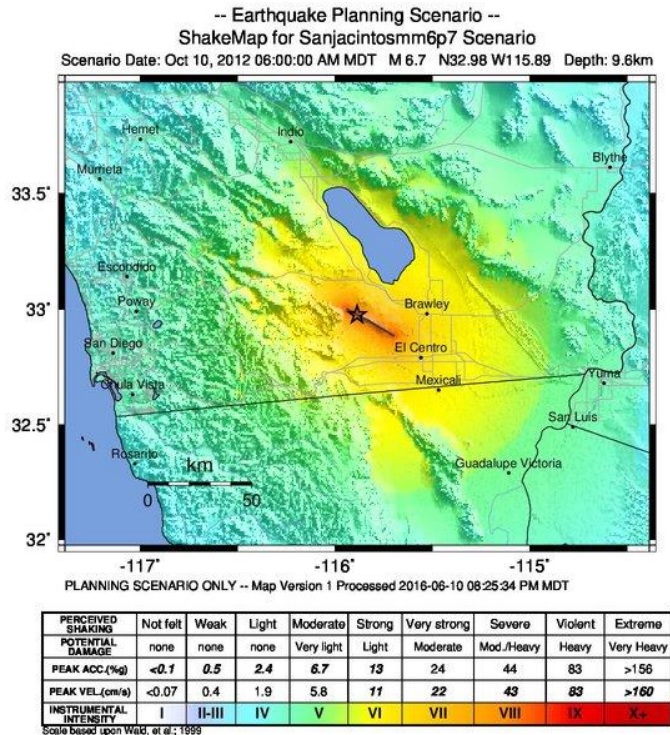 -- Earthquake Planning Scenario --
ShakeMap for Sanjacintosmm6p7 Scenario
Scenario Date: Oct 10, 2012 06:00:00 AM MDT M 6.7 N32.98 W115.89 Depth: 9.6km
Hemet
Indio
Blythe
Murrieta
33.5
Escondido
33
Poway
Brawley
San Diego
El Centro
Yuma
Mexicali
Chula Vista
32.5
San Luis
Rosarito
km
Guadalupe Victoria
0 50
32
-117 -116 -115
PLANNING SCENARIO ONLY -- Map Version 1 Processed 2016-06-10 08:25:34 PM MDT
PERCEIVED SHAKING Not felt Weak Light Moderate Strong Very strong Severe Violent Extreme
POTENTIAL DAMAGE none none none Very light Light Moderate Mod./Heavy Heavy Very Heavy
PEAK ACC.(%g) <0.1 0.5 2.4 6.7 13 24 44 83 >156
PEAK VEL.(cm/s) <0.07 0.4 1.9 5.8 11 22 43 83 >160
INSTRUMENTAL INTENSITY I II-III IV V VI VII VIII IX X+
Scale based upon Wald, et al.; 1999